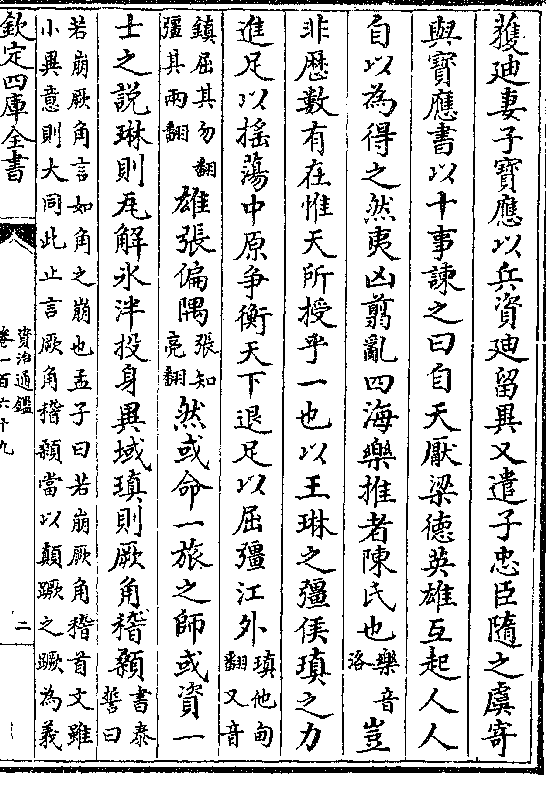 獲廸妻子寳應以兵資廸留異又遣子忠臣隨之虞寄
與寳應書以十事諫之曰自天厭梁德英雄互起人人
自以為得之然夷凶翦亂四海樂推者陳氏也樂音洛豈
非歴數有在惟天所授乎一也以王琳之彊侯瑱之力
進足以揺蕩中原爭衡天下退足以屈彊江外瑱他甸翻又音
鎮屈其勿翻彊其兩翻雄張偏隅張知亮翻然或命一旅之師或資一
士之説琳則瓦解氷泮投身異域瑱則厥角稽顙書泰誓曰
若崩厥角言如角之崩也孟子曰若崩厥角稽首文雖
小異意則大同此止言厥角稽顙當以顛蹶之蹶為義
欽定四庫全書
資治通鑑
卷一百六十九
二